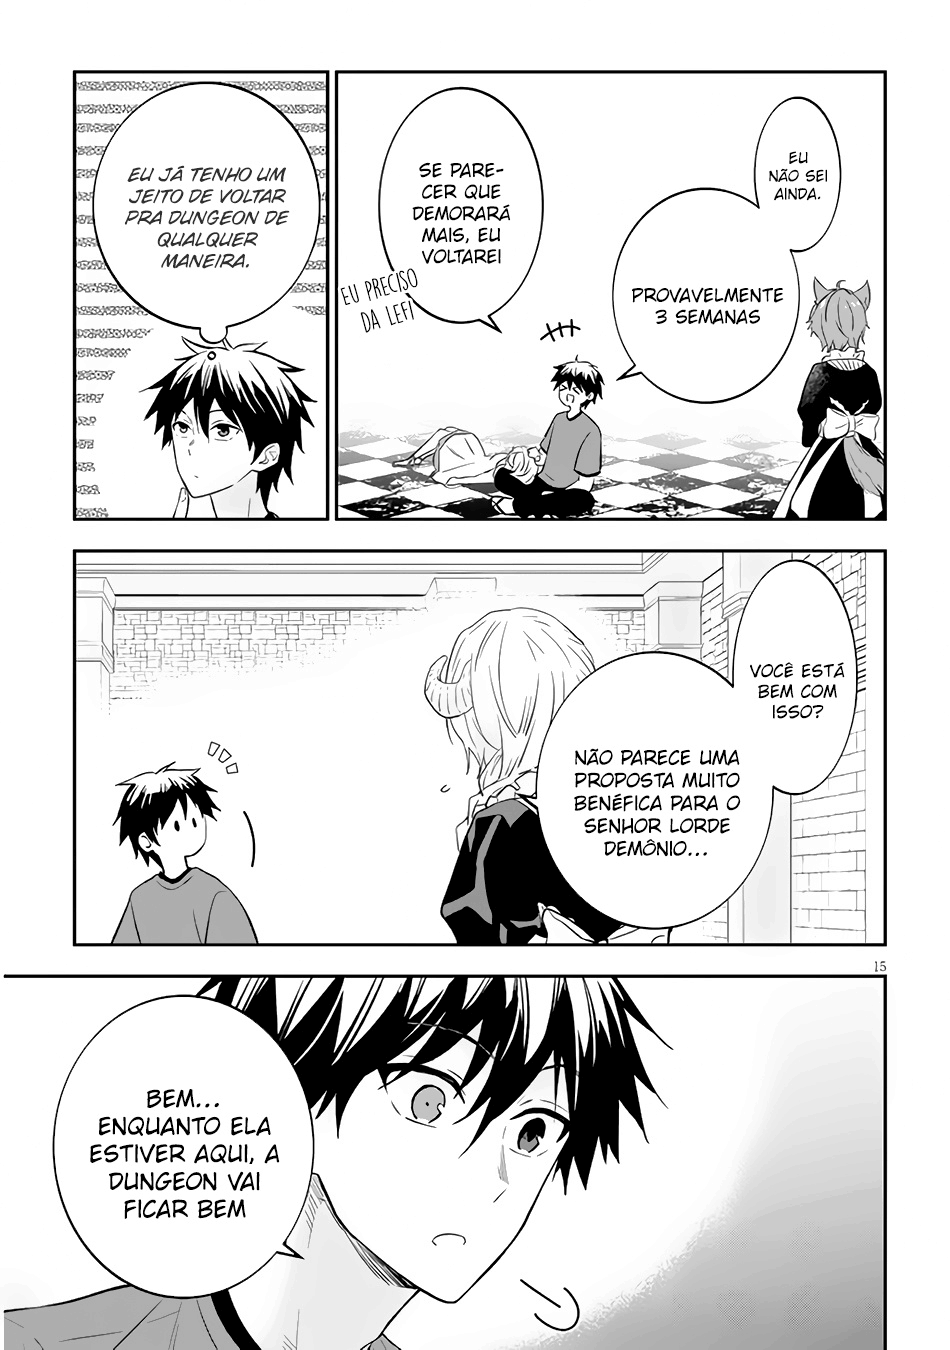 EU
NÃO SEI
AINDA.
PROVAVELMENTE
3 SEMANAS
SE PARE-
CER QUE
DEMORARÁ
MAIS, EU
VOLTAREI
EU PRECISO
DA LEFI
EU JÁ TENHO UM
JEITO DE VOLTAR
PRA DUNGEON DE
QUALQUER
MANEIRA.
VOCÊ ESTÁ
BEM COM
ISSO?
NÃO PARECE UMA
PROPOSTA MUITO
BENÉFICA PARA O
SENHOR LORDE
DEMÔNIO...
15
BEM...
ENQUANTO ELA
ESTIVER AQUI, A
DUNGEON VAI
FICAR BEM